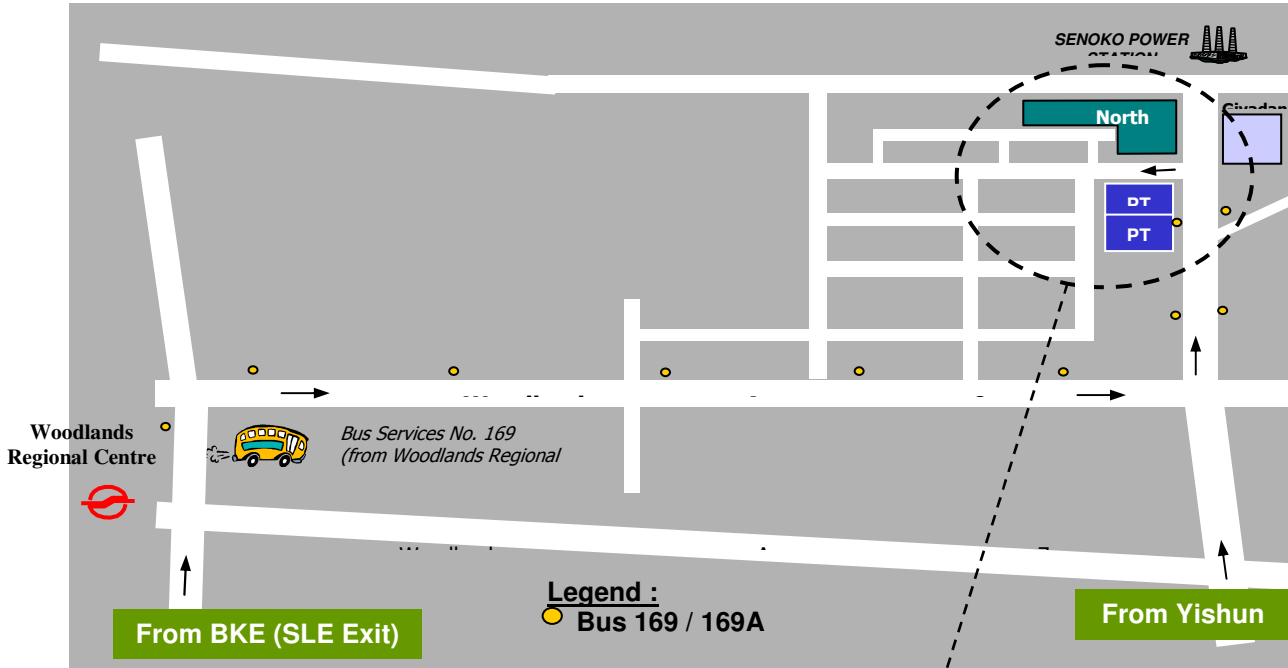 SENOKO POWER
STATION
North
PT
PT
Woodlands
Regional Centre
Bus Services No. 169
(from Woodlands Regional
Legend :
Bus 169 / 169A
From BKE (SLE Exit)
From Yishun